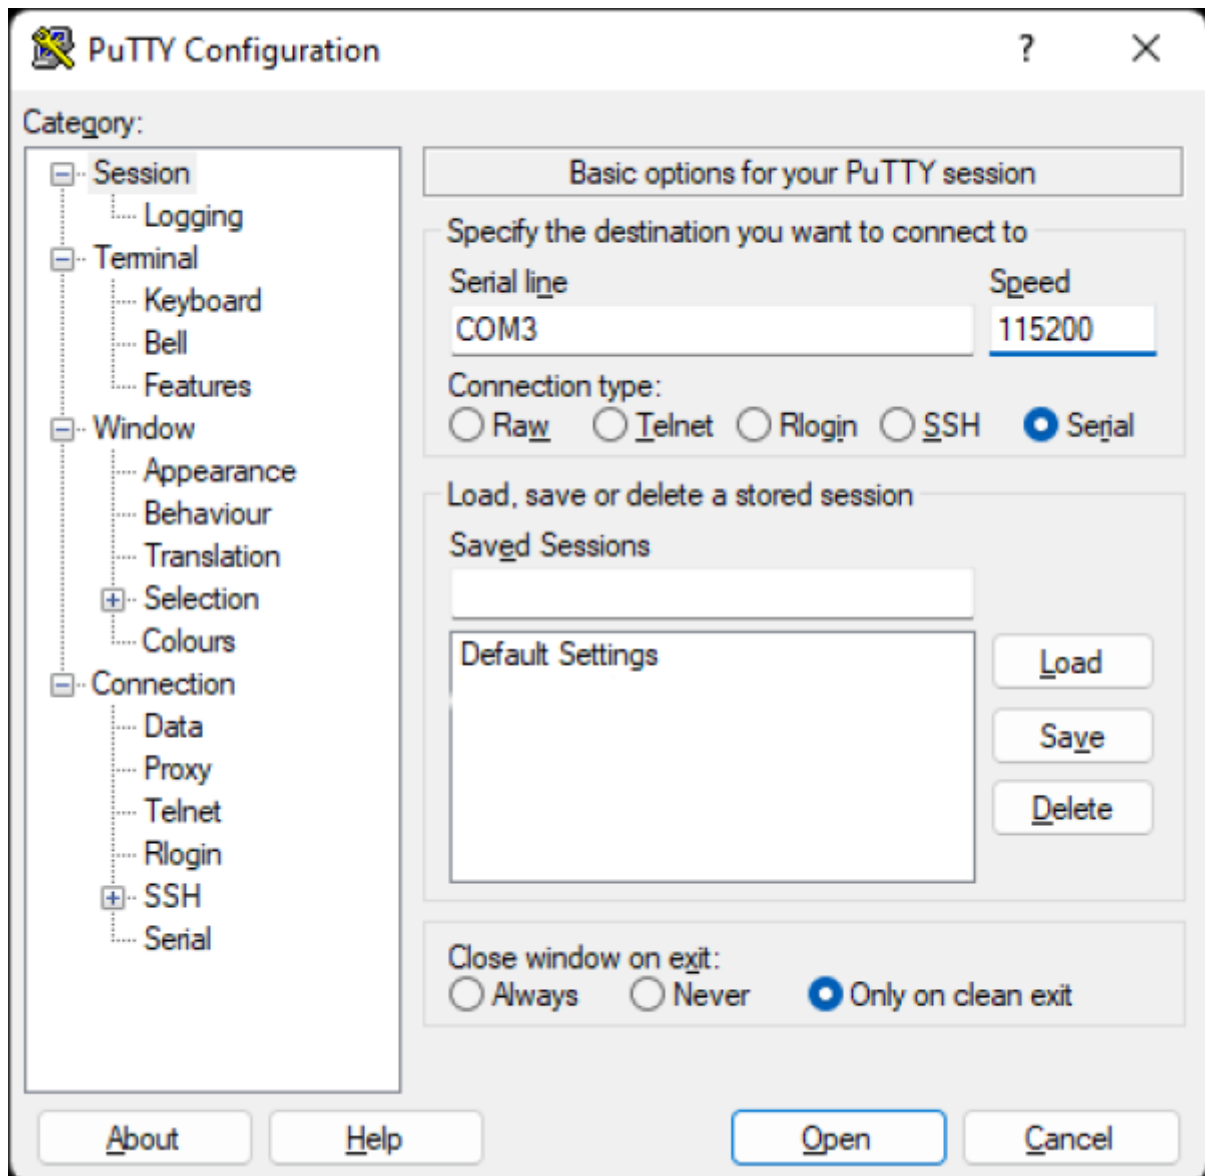 PuTTY Configuration
?
Category:
Session
Logging
Terminal
Keyboard
Bell
Features
Window
Appearance
Behaviour
Translation
Selection
Colours
Connection
Data
Proxy
Telnet
Rlogin
SSH
Serial
Basic options for your PuTTY session
Specify the destination you want to connect to
Serial line Speed
COM3 115200
Connection type:
Raw Telnet Rlogin SSH Serial
Load, save or delete a stored session
Saved Sessions
Default Settings
Load
Save
Delete
Close window on exit:
Always Never Only on clean exit
About Help Open Cancel